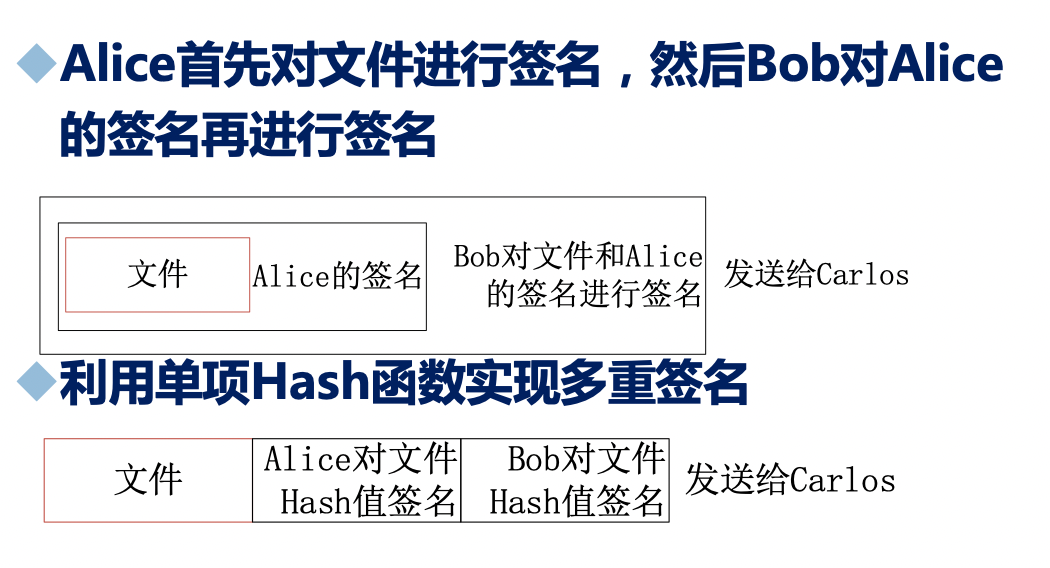 Alice首先对文件进行签名，然后Bob对Alice
的签名再进行签名
文件
Alice的签名
Bob对文件和Alice
的签名进行签名
发送给Carlos
利用单项Hash函数实现多重签名
文件
Alice对文件
Hash值签名
Bob对文件
Hash值签名
发送给Carlos